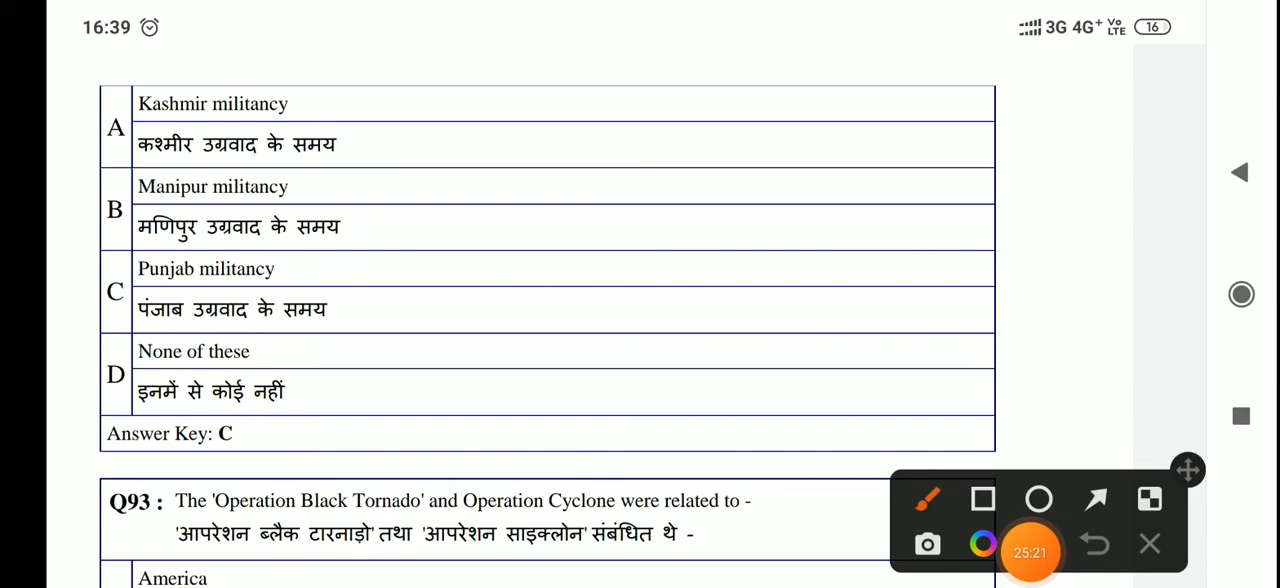 16:39
3G 4G+ Vo LTE 16
A
Kashmir militancy
कश्मीर उग्रवाद के समय
B
Manipur militancy
मणिपुर उग्रवाद के समय
C
Punjab militancy
पंजाब उग्रवाद के समय
D
None of these
इनमें से कोई नहीं
Answer Key: C
Q93 : The 'Operation Black Tornado' and Operation Cyclone were related to -
'आपरेशन ब्लैक टारनाड़ो' तथा 'आपरेशन साइक्लोन' संबंधित थे -
America
25:21